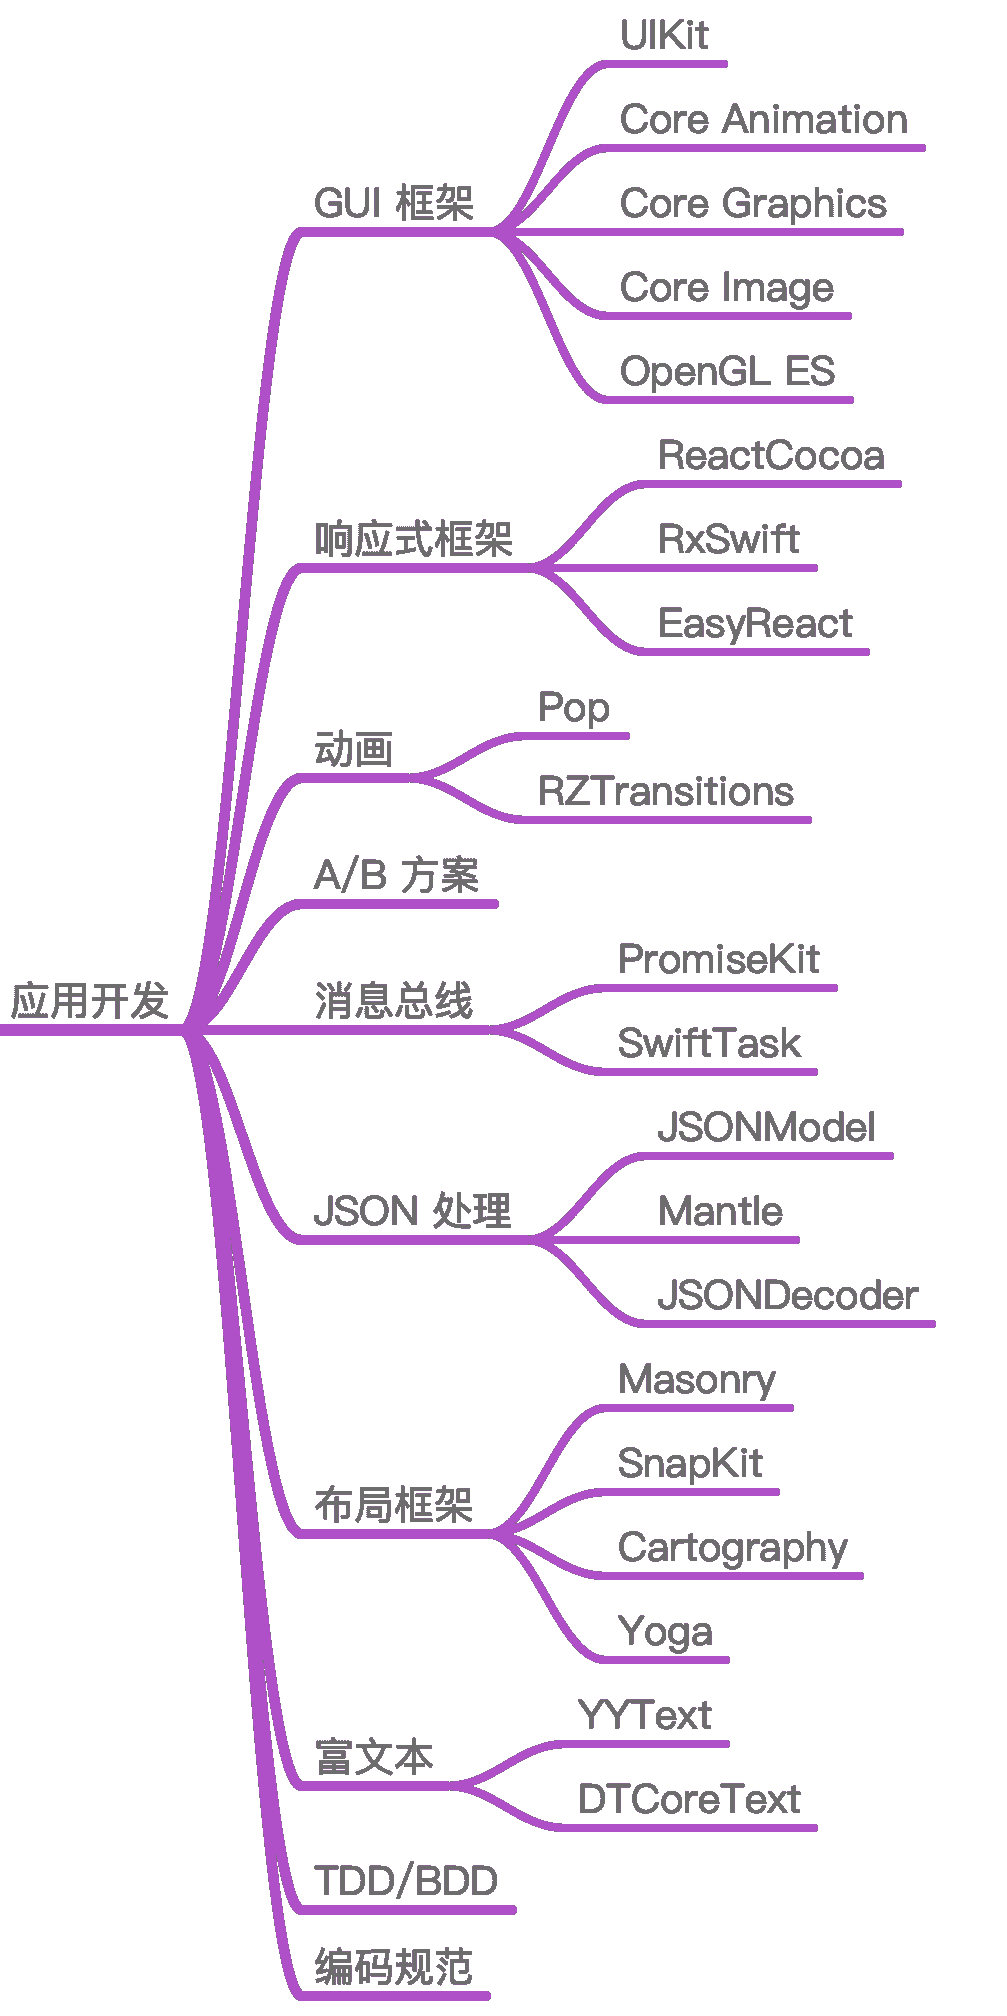 应用开发
GUI 框架
UIKit
Core Animation
Core Graphics
Core Image
OpenGL ES
响应式框架
ReactCocoa
RxSwift
EasyReact
动画
Pop
RZTransitions
A/B 方案
消息总线
PromiseKit
SwiftTask
JSON 处理
JSONModel
Mantle
JSONDecoder
布局框架
Masonry
SnapKit
Cartography
Yoga
富文本
YYText
DTCoreText
TDD/BDD
编码规范